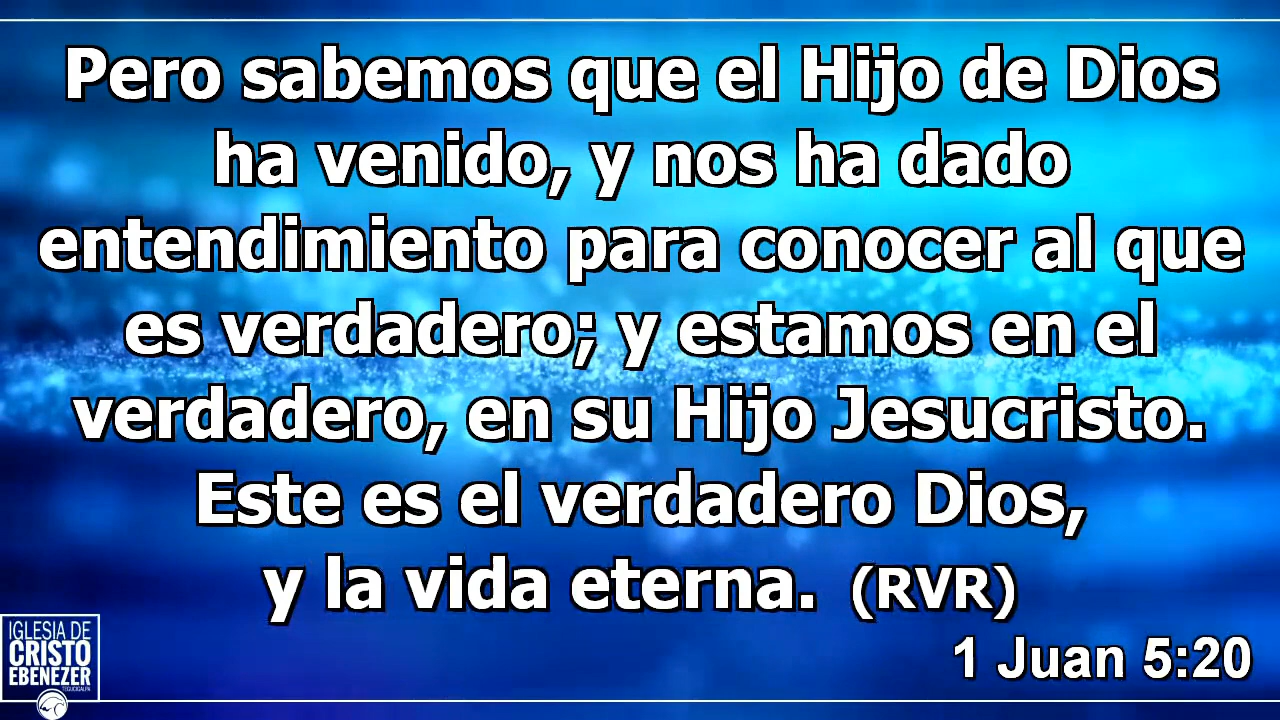 Pero sabemos que el Hijo de Dios
ha venido, y nos ha dado
entendimiento para conocer al que
es verdadero; y estamos en el
verdadero, en su Hijo Jesucristo.
Este es el verdadero Dios,
y la vida eterna. (RVR)
1 Juan 5:20
IGLESIA DE
CRISTO
EBENEZER
TEGUCIGALPA